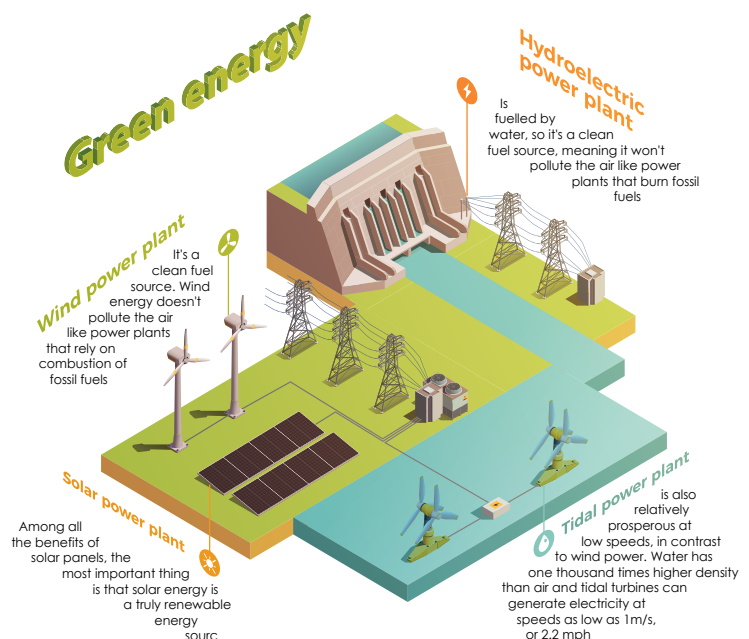 Green energy
Hydroelectric
power plant
Is
fuelled by
water, so it's a clean
fuel source, meaning it won't
pollute the air like power
plants that burn fossil
fuels
Wind power plant
It's a
clean fuel
source. Wind
energy doesn't
pollute the air
like power plants
that rely on
combustion of
fossil fuels
Solar power plant
Among all
the benefits of
solar panels, the
most important thing
is that solar energy is
a truly renewable
energy
sourc
Tidal power plant
is also
relatively
prosperous at
low speeds, in contrast
to wind power. Water has
one thousand times higher density
than air and tidal turbines can
generate electricity at
speeds as low as 1m/s,
or 2.2 mph